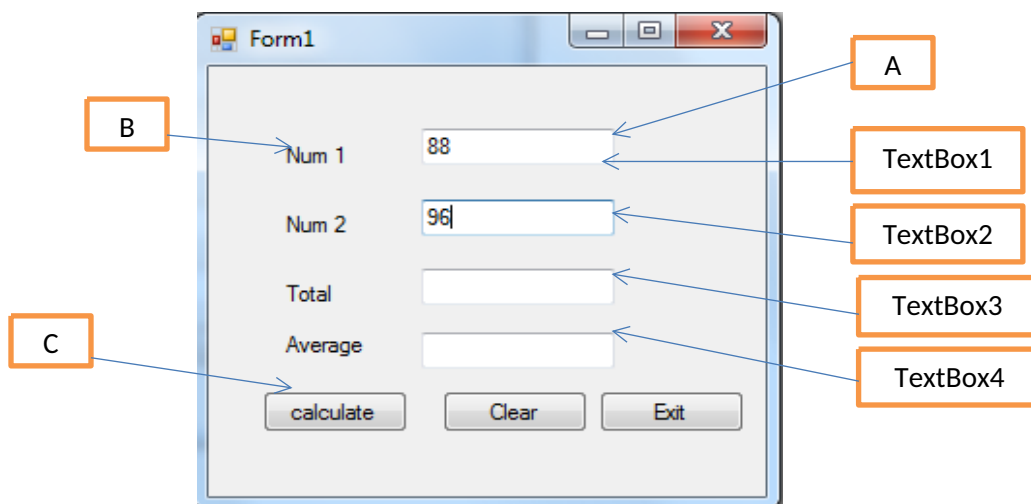 Form1
A
B
Num 1
88
TextBox1
Num 2
96
TextBox2
Total
TextBox3
C
Average
TextBox4
calculate
Clear
Exit